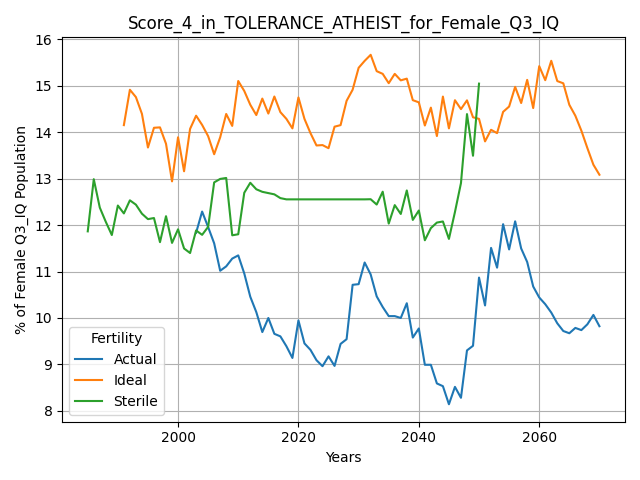 Score_4_in_TOLERANCE_ATHEIST_for_Female_Q3_IQ
% of Female Q3_IQ Population
16
15
14
13
12
11
10
9
8
Fertility
Actual
Ideal
Sterile
2000
2020
2040
2060
Years